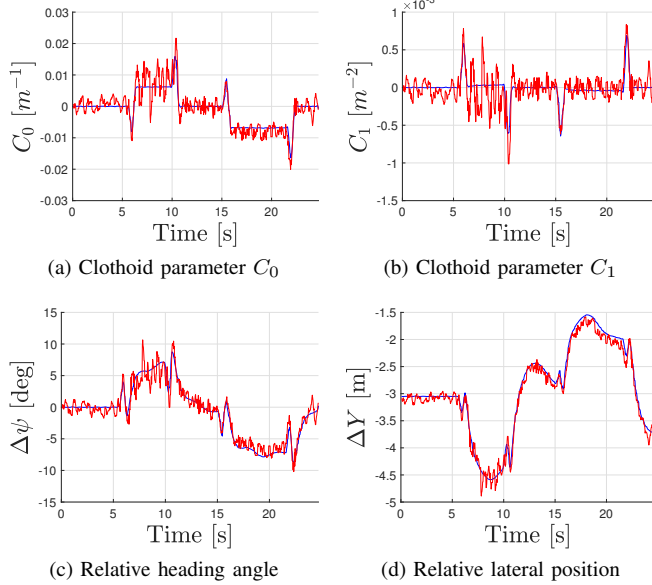 0.03
0.02
0.01
0
-0.01
-0.02
-0.03
0 5 10 15 20
C₀ [m⁻¹]
Time [s]
(a) Clothoid parameter C₀
1
0.5
0
-0.5
-1
-1.5
0 5 10 15 20
C₁ [m⁻²]
Time [s]
(b) Clothoid parameter C₁
15
10
5
0
-5
-10
-15
0 5 10 15 20
Δψ [deg]
Time [s]
(c) Relative heading angle
-1.5
-2
-2.5
-3
-3.5
-4
-4.5
-5
0 5 10 15 20
ΔY [m]
Time [s]
(d) Relative lateral position